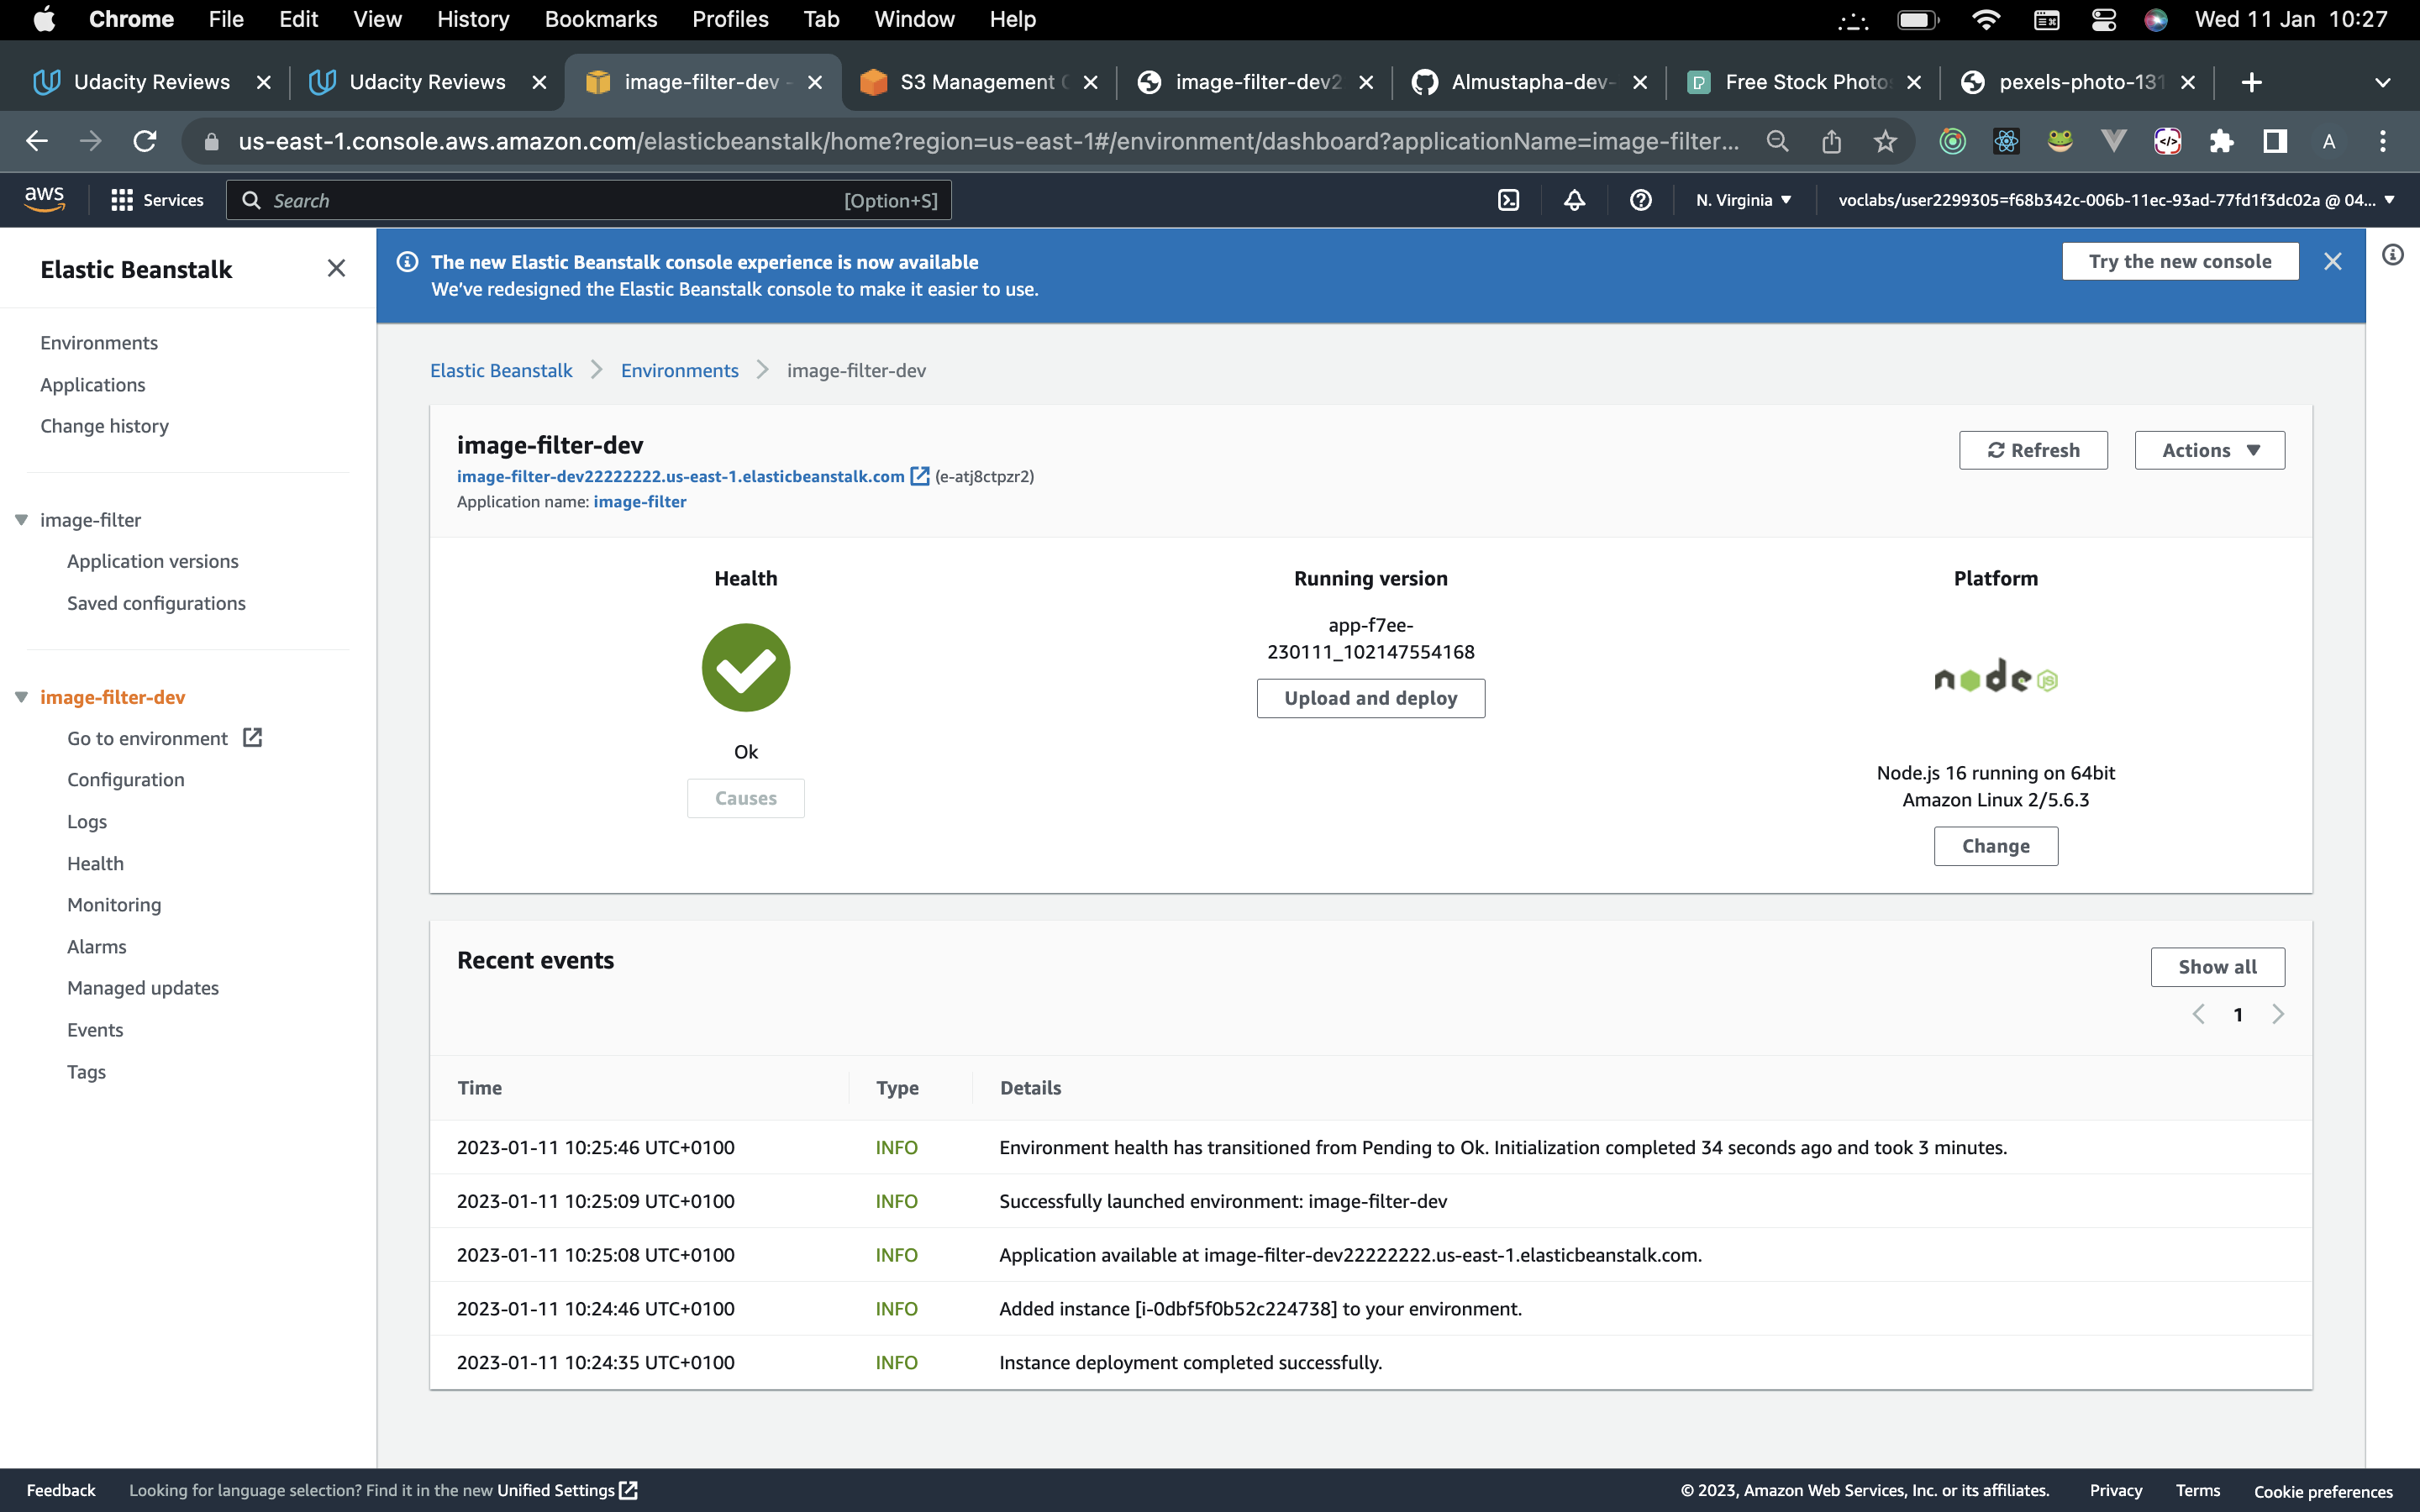 Chrome File Edit View History Bookmarks Profiles Tab Window Help Wed 11 Jan 10:27
Udacity Reviews Udacity Reviews image-filter-dev - S3 Management C image-filter-dev2 Almustapha-dev- Free Stock Photos pexels-photo-131
us-east-1.console.aws.amazon.com/elasticbeanstalk/home?region=us-east-1#/environment/dashboard?applicationName=image-filter... A
aws Services Search [Option+S] N. Virginia voclabs/user2299305=f68b342c-006b-11ec-93ad-77fd1f3dc02a @ 04...
Elastic Beanstalk
Environments
Applications
Change history
image-filter
Application versions
Saved configurations
image-filter-dev
Go to environment
Configuration
Logs
Health
Monitoring
Alarms
Managed updates
Events
Tags
The new Elastic Beanstalk console experience is now available
We've redesigned the Elastic Beanstalk console to make it easier to use.
Try the new console
Elastic Beanstalk Environments image-filter-dev
image-filter-dev
image-filter-dev22222222.us-east-1.elasticbeanstalk.com (e-atj8ctpzr2)
Application name: image-filter
Refresh Actions
Health
Ok
Causes
Running version
app-f7ee-
230111_102147554168
Upload and deploy
Platform
node JS
Node.js 16 running on 64bit
Amazon Linux 2/5.6.3
Change
Recent events
Show all
1
Time Type Details
2023-01-11 10:25:46 UTC+0100 INFO Environment health has transitioned from Pending to Ok. Initialization completed 34 seconds ago and took 3 minutes.
2023-01-11 10:25:09 UTC+0100 INFO Successfully launched environment: image-filter-dev
2023-01-11 10:25:08 UTC+0100 INFO Application available at image-filter-dev22222222.us-east-1.elasticbeanstalk.com.
2023-01-11 10:24:46 UTC+0100 INFO Added instance [i-0dbf5f0b52c224738] to your environment.
2023-01-11 10:24:35 UTC+0100 INFO Instance deployment completed successfully.
Feedback Looking for language selection? Find it in the new Unified Settings © 2023, Amazon Web Services, Inc. or its affiliates. Privacy Terms Cookie preferences